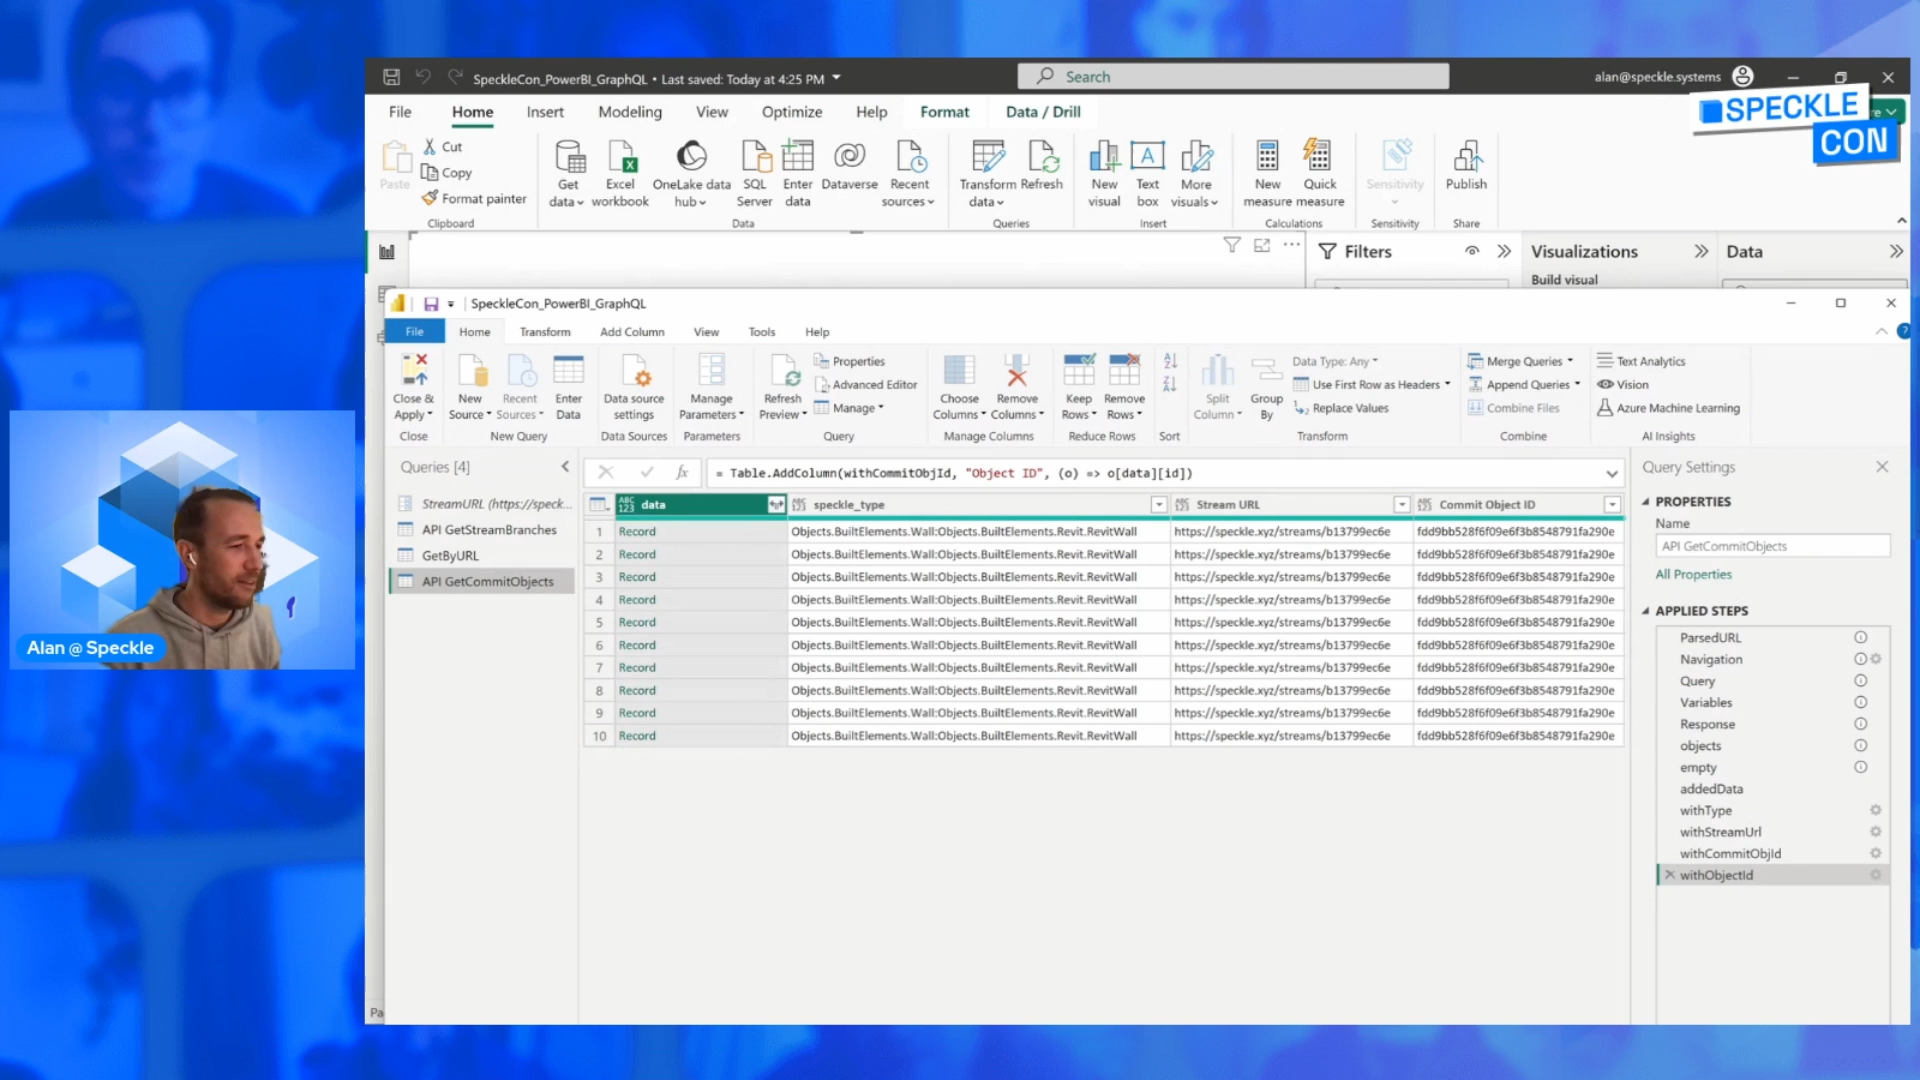 SpeckleCon_PowerBI_GraphQL • Last saved: Today at 4:25 PM
Search
alan@speckle.systems
SPECKLE
CON
File Home Insert Modeling View Optimize Help Format Data / Drill
Paste
Cut
Copy
Format painter
Get data
Excel workbook
OneLake data hub
SQL Server
Enter data
Dataverse
Recent sources
Transform data
Refresh
New visual
Text box
More visuals
New measure
Quick measure
Sensitivity
Publish
Clipboard Data Queries Insert Calculations Sensitivity Share
Filters
Visualizations
Data
Build visual
SpeckleCon_PowerBI_GraphQL
File Home Transform Add Column View Tools Help
Close & Apply
New Source
Recent Sources
Enter Data
Data source settings
Manage Parameters
Refresh Preview
Properties
Advanced Editor
Manage
Choose Columns
Remove Columns
Keep Rows
Remove Rows
Split Column
Group By
Data Type: Any
Use First Row as Headers
Replace Values
Merge Queries
Append Queries
Combine Files
Text Analytics
Vision
Azure Machine Learning
Close New Query Data Sources Parameters Query Manage Columns Reduce Rows Sort Transform Combine AI Insights
Queries [4]
StreamURL (https://speck...
API GetStreamBranches
GetByURL
API GetCommitObjects
fx = Table.AddColumn(withCommitObjId, "Object ID", (o) => o[data][id])
ABC 123 data ABC 123 speckle_type ABC 123 Stream URL ABC 123 Commit Object ID
1 Record Objects.BuiltElements.Wall:Objects.BuiltElements.Revit.RevitWall https://speckle.xyz/streams/b13799ec6e fdd9bb528f6f09e6f3b8548791fa290e
2 Record Objects.BuiltElements.Wall:Objects.BuiltElements.Revit.RevitWall https://speckle.xyz/streams/b13799ec6e fdd9bb528f6f09e6f3b8548791fa290e
3 Record Objects.BuiltElements.Wall:Objects.BuiltElements.Revit.RevitWall https://speckle.xyz/streams/b13799ec6e fdd9bb528f6f09e6f3b8548791fa290e
4 Record Objects.BuiltElements.Wall:Objects.BuiltElements.Revit.RevitWall https://speckle.xyz/streams/b13799ec6e fdd9bb528f6f09e6f3b8548791fa290e
5 Record Objects.BuiltElements.Wall:Objects.BuiltElements.Revit.RevitWall https://speckle.xyz/streams/b13799ec6e fdd9bb528f6f09e6f3b8548791fa290e
6 Record Objects.BuiltElements.Wall:Objects.BuiltElements.Revit.RevitWall https://speckle.xyz/streams/b13799ec6e fdd9bb528f6f09e6f3b8548791fa290e
7 Record Objects.BuiltElements.Wall:Objects.BuiltElements.Revit.RevitWall https://speckle.xyz/streams/b13799ec6e fdd9bb528f6f09e6f3b8548791fa290e
8 Record Objects.BuiltElements.Wall:Objects.BuiltElements.Revit.RevitWall https://speckle.xyz/streams/b13799ec6e fdd9bb528f6f09e6f3b8548791fa290e
9 Record Objects.BuiltElements.Wall:Objects.BuiltElements.Revit.RevitWall https://speckle.xyz/streams/b13799ec6e fdd9bb528f6f09e6f3b8548791fa290e
10 Record Objects.BuiltElements.Wall:Objects.BuiltElements.Revit.RevitWall https://speckle.xyz/streams/b13799ec6e fdd9bb528f6f09e6f3b8548791fa290e
Query Settings
PROPERTIES
Name
API GetCommitObjects
All Properties
APPLIED STEPS
ParsedURL
Navigation
Query
Variables
Response
objects
empty
addedData
withType
withStreamUrl
withCommitObjId
withObjectId
Alan @ Speckle